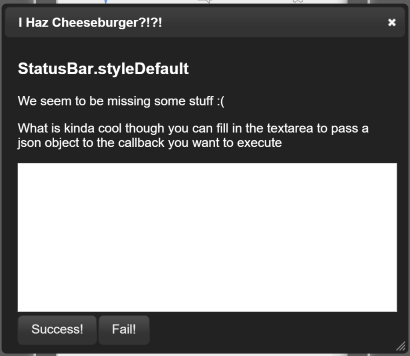 I Haz Cheeseburger?!?!
StatusBar.styleDefault
We seem to be missing some stuff :(
What is kinda cool though you can fill in the textarea to pass a
json object to the callback you want to execute
Success! Fail!